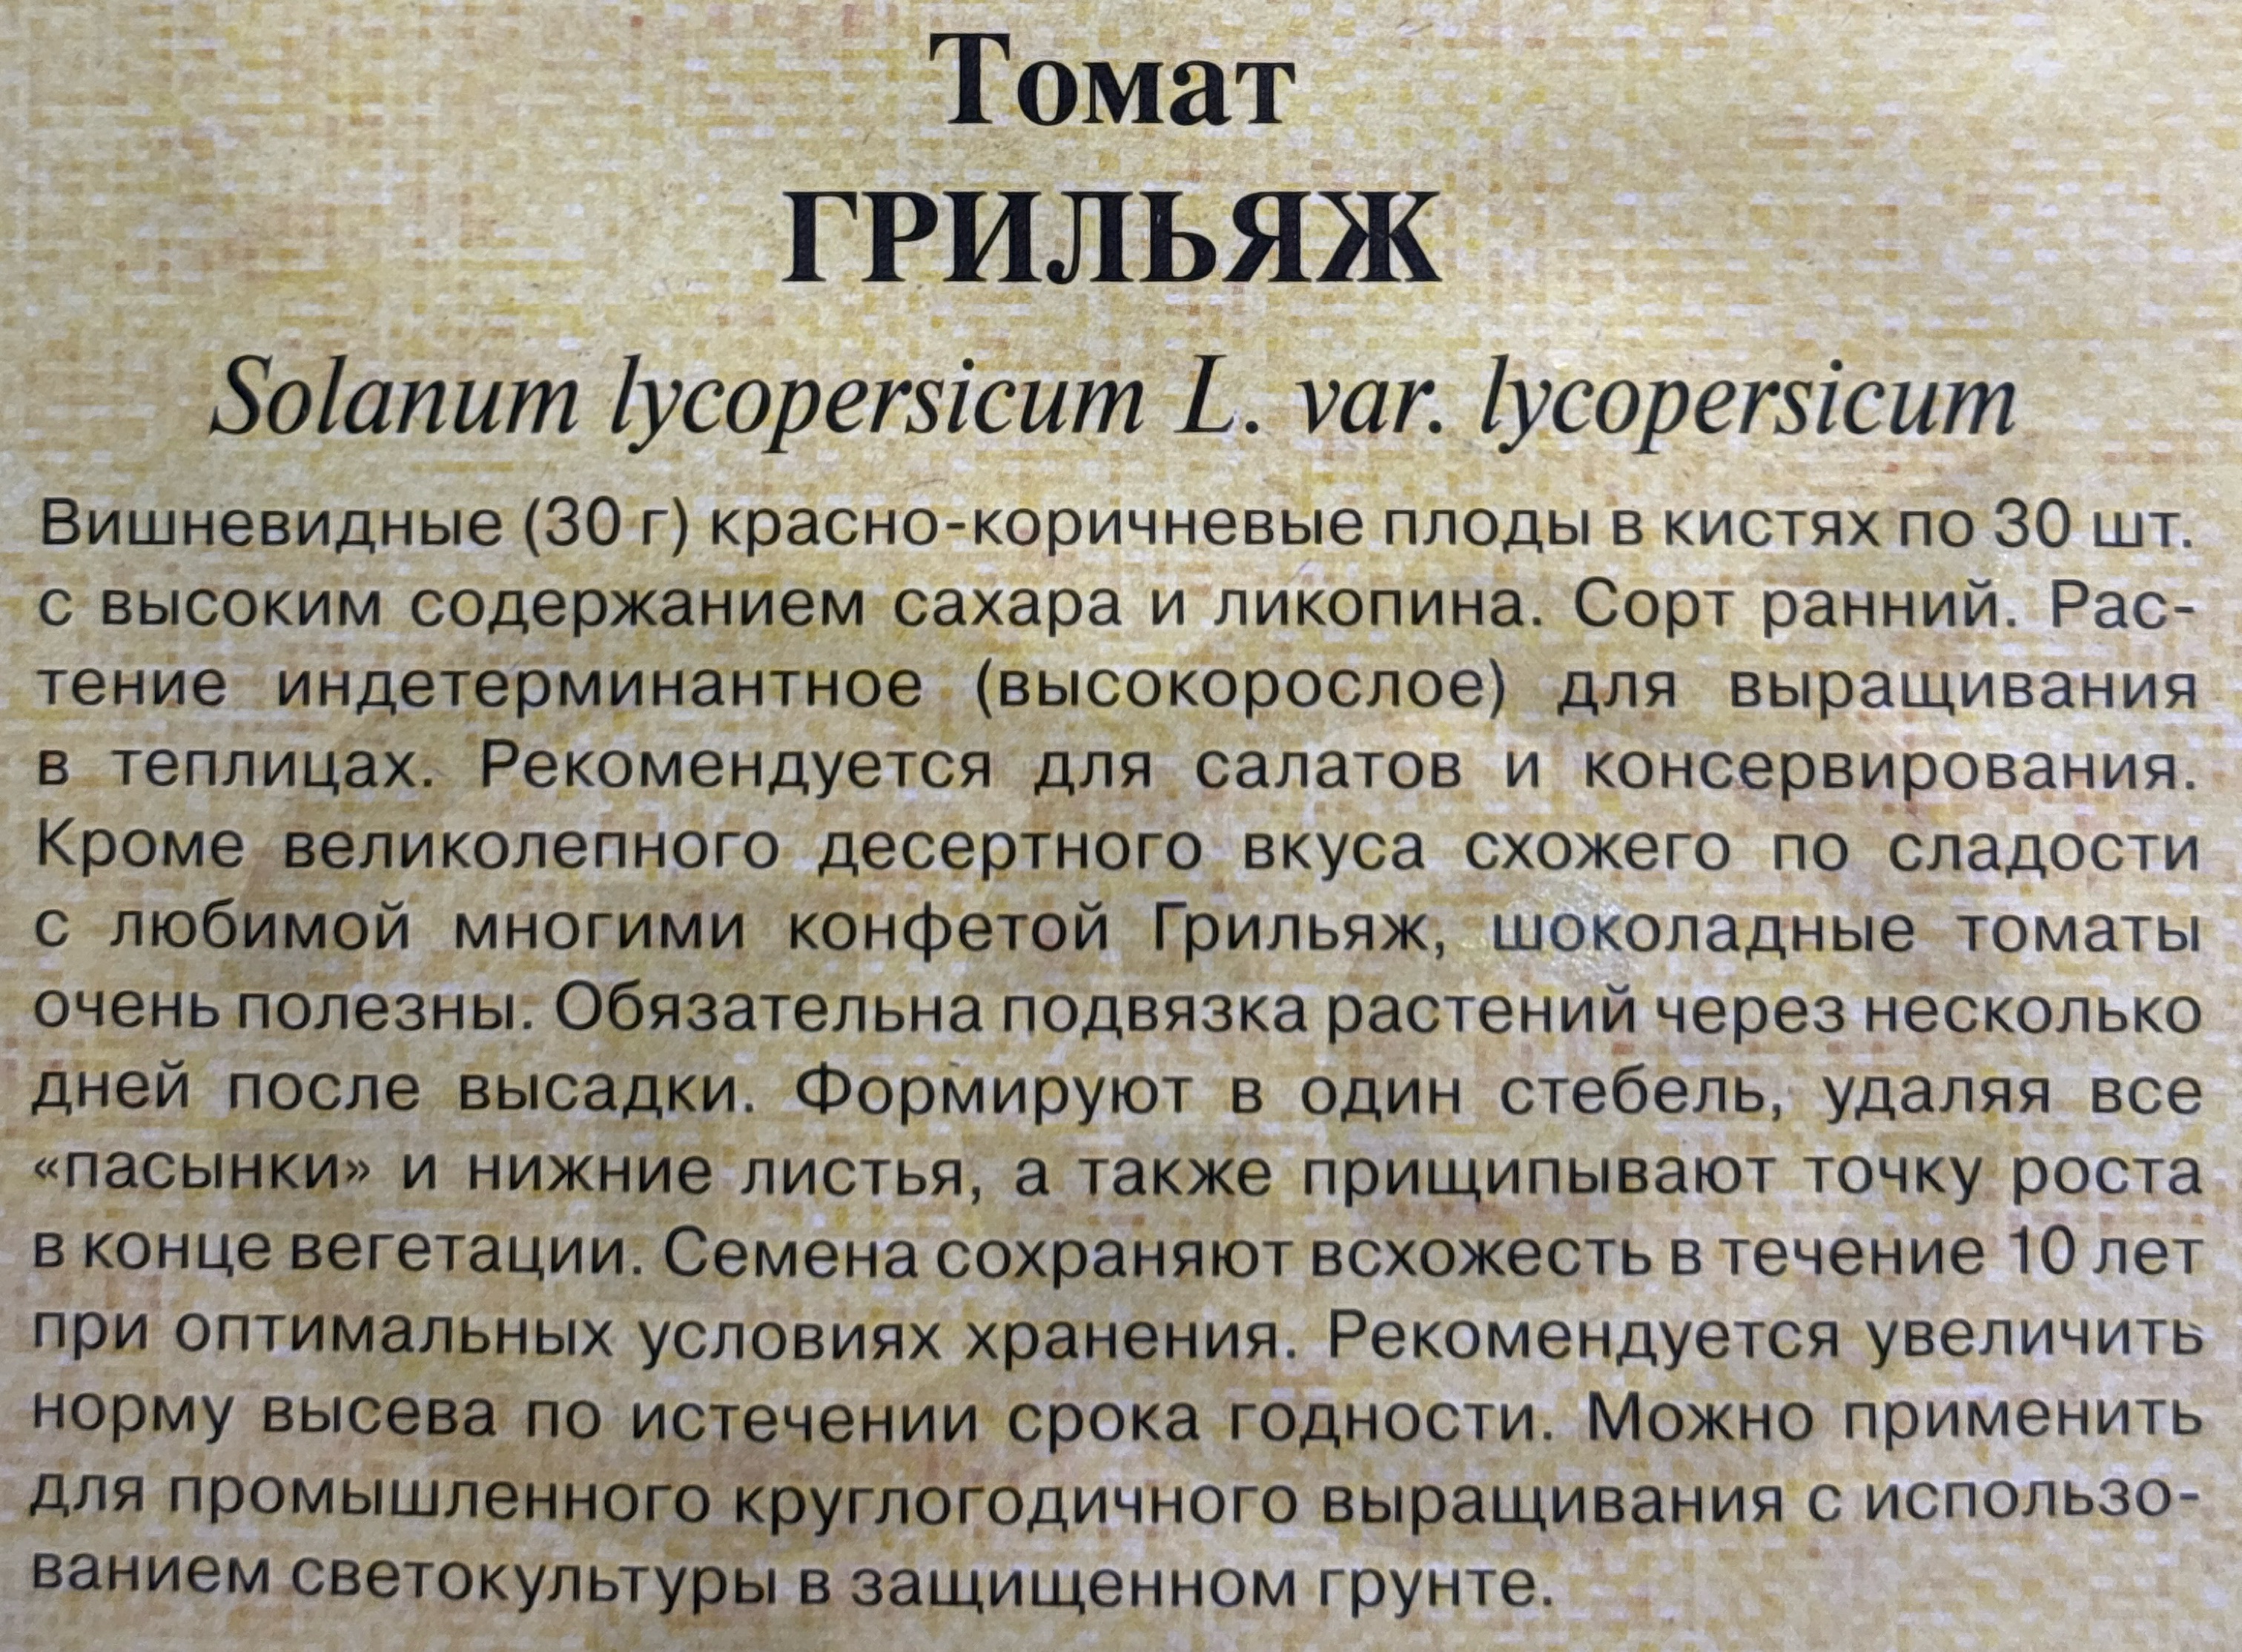 Томат
ГРИЛЬЯЖ
Solanum lycopersicum L. var. lycopersicum
Вишневидные (30 г) красно-коричневые плоды в кистях по 30 шт.
с высоким содержанием сахара и ликопина. Сорт ранний. Рас-
тение индетерминантное (высокорослое) для выращивания
в теплицах. Рекомендуется для салатов и консервирования.
Кроме великолепного десертного вкуса схожего по сладости
с любимой многими конфетой Грильяж, шоколадные томаты
очень полезны. Обязательна подвязка растений через несколько
дней после высадки. Формируют в один стебель, удаляя все
«пасынки» и нижние листья, а также прищипывают точку роста
в конце вегетации. Семена сохраняют всхожесть в течение 10 лет
при оптимальных условиях хранения. Рекомендуется увеличить
норму высева по истечении срока годности. Можно применить
для промышленного круглогодичного выращивания с использо-
ванием светокультуры в защищенном грунте.